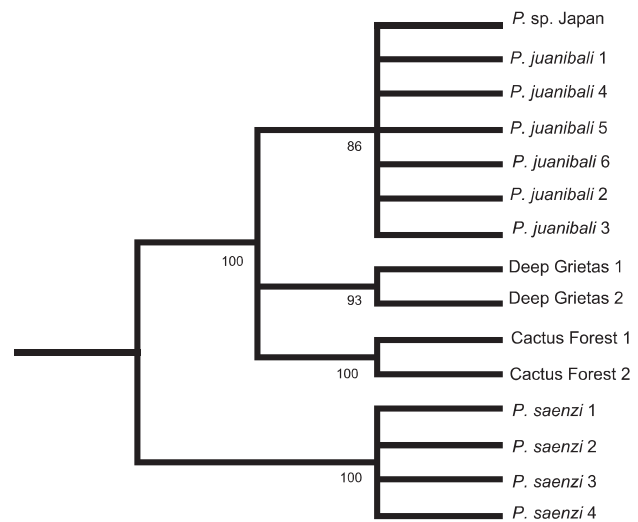 P. sp. Japan
P. juanibali 1
P. juanibali 4
P. juanibali 5
86
P. juanibali 6
P. juanibali 2
P. juanibali 3
100
Deep Grietas 1
93
Deep Grietas 2
Cactus Forest 1
100
Cactus Forest 2
P. saenzi 1
P. saenzi 2
100
P. saenzi 3
P. saenzi 4